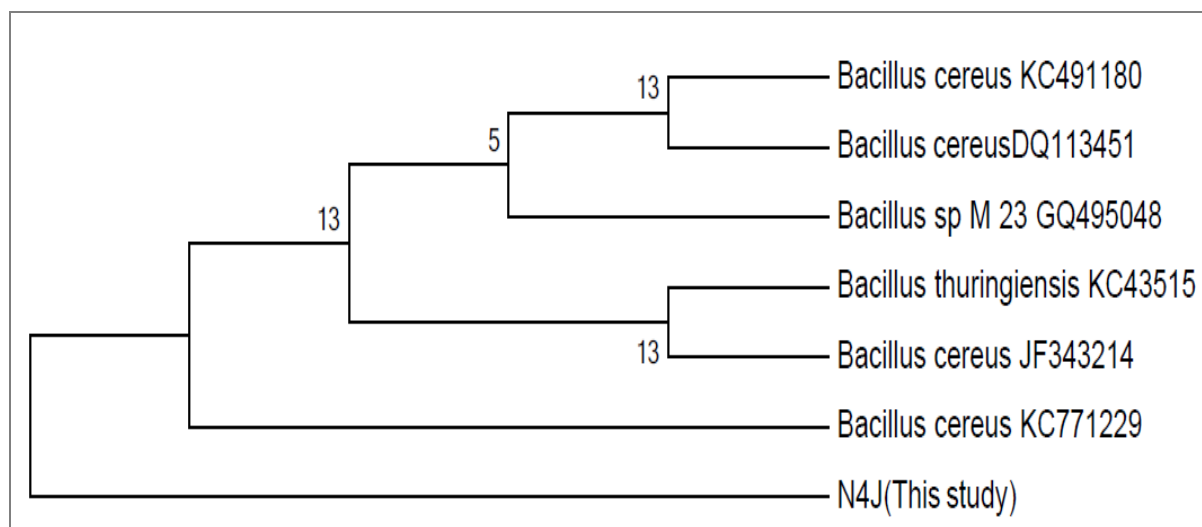 Bacillus cereus KC491180
13
Bacillus cereusDQ113451
5
Bacillus sp M 23 GQ495048
13
Bacillus thuringiensis KC43515
13
Bacillus cereus JF343214
Bacillus cereus KC771229
N4J(This study)